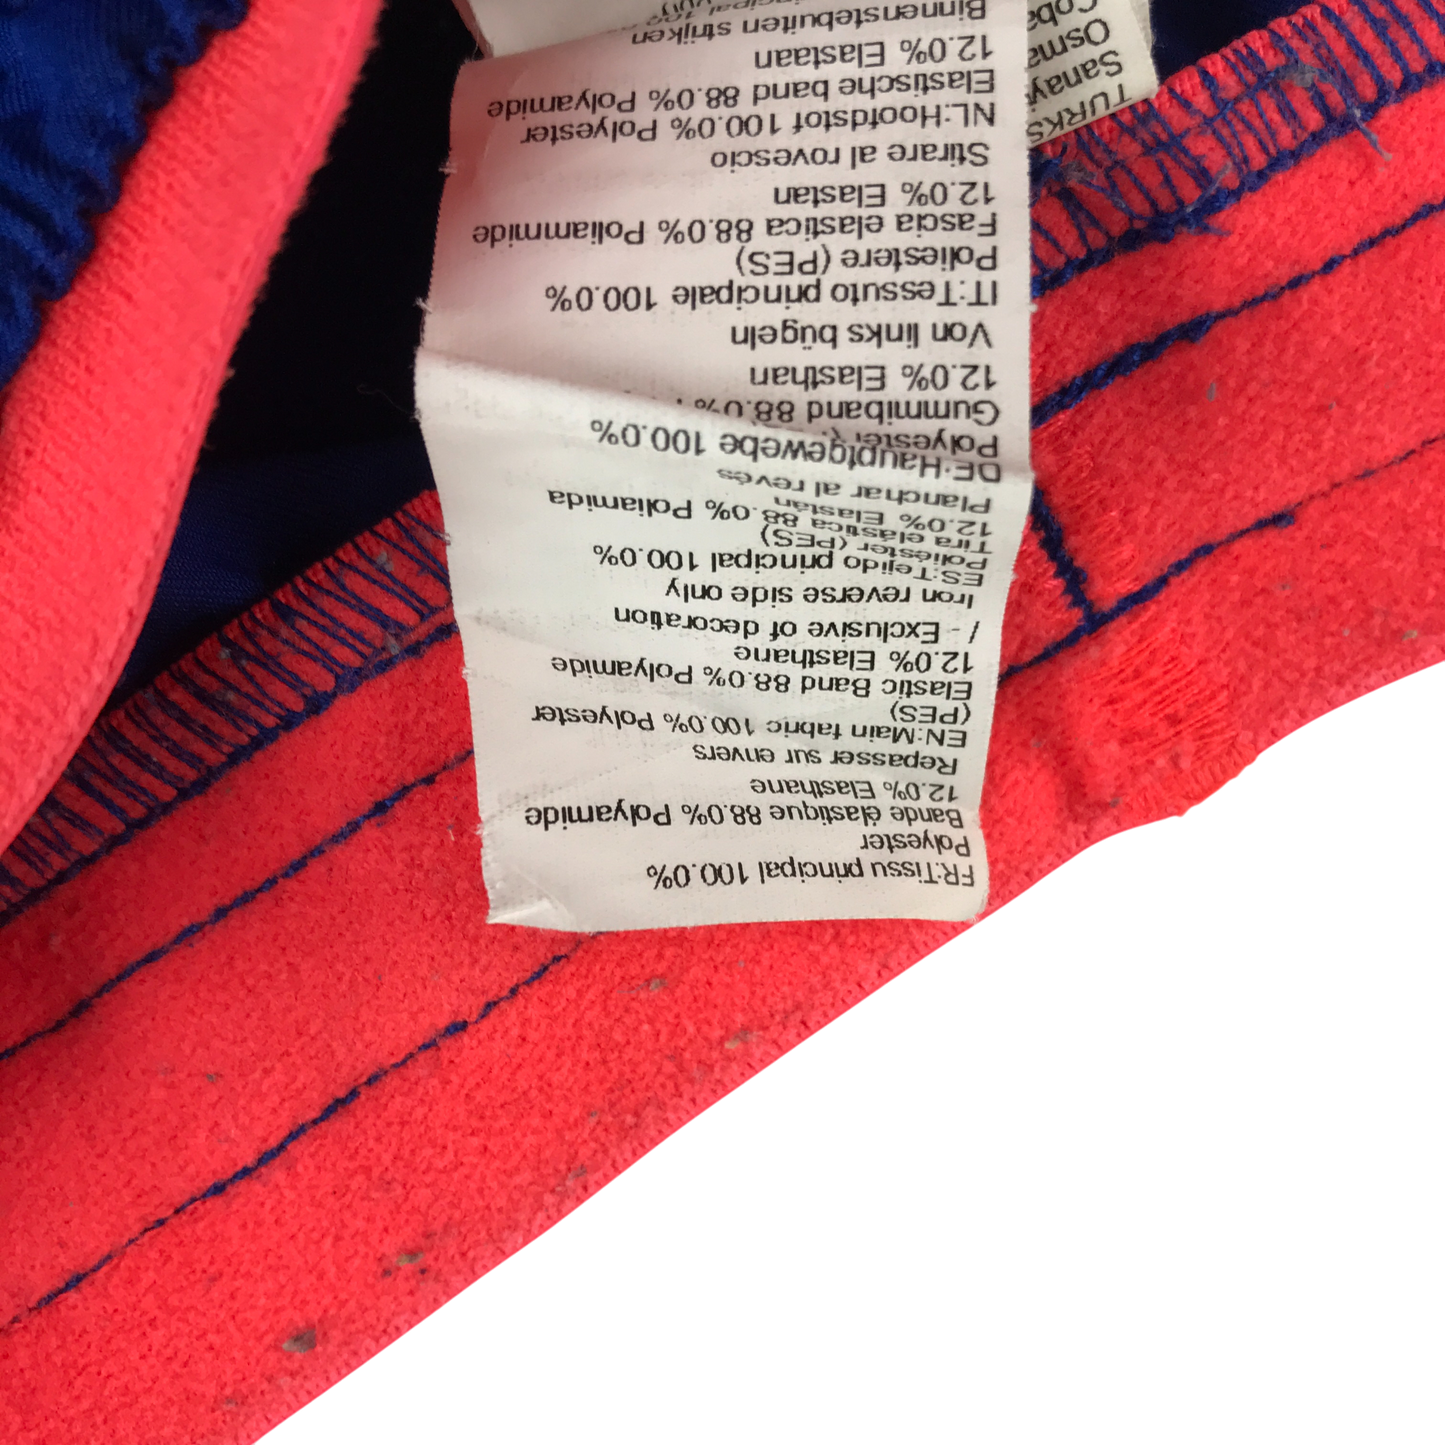 FR:Tissu principal 100.0%
Polyester
Bande élastique 88.0% Polyamide
12.0% Elasthane
Repasser sur envers
EN:Main fabric 100.0% Polyester
(PES)
Elastic Band 88.0% Polyamide
12.0% Elasthane
/ - Exclusive of decoration
Iron reverse side only
ES:Tejido principal 100.0%
Poliéster (PES)
Tira elástica 88.0% Poliamida
12.0% Elastán
Planchar al revés
DE:Hauptgewebe 100.0%
Polyester
Gummiband 88.0%
12.0% Elasthan
Von links bügeln
IT:Tessuto principale 100.0%
Poliestere (PES)
Fascia elastica 88.0% Poliammide
12.0% Elastan
Stirare al rovescio
NL:Hoofdstof 100.0% Polyester
Elastische band 88.0% Polyamide
12.0% Elastaan
Binnenstebuiten strijken
TURKS
Sanay
Osma